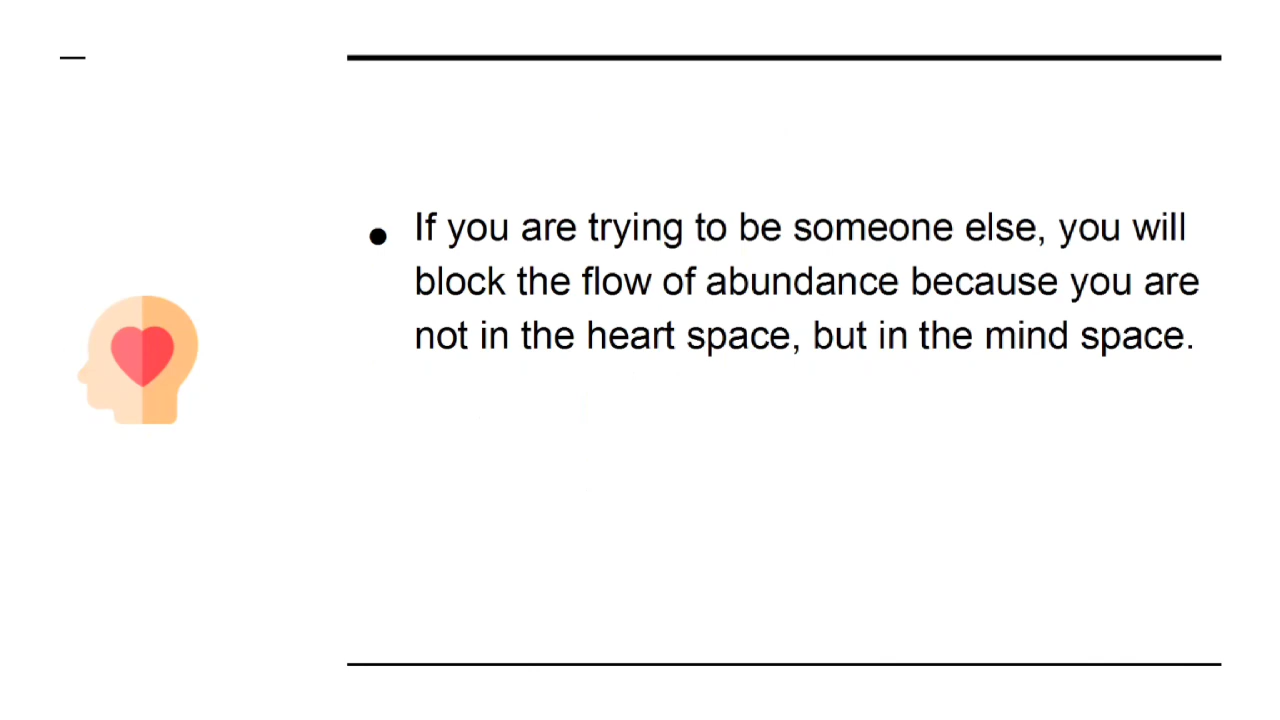 If you are trying to be someone else, you will
block the flow of abundance because you are
not in the heart space, but in the mind space.